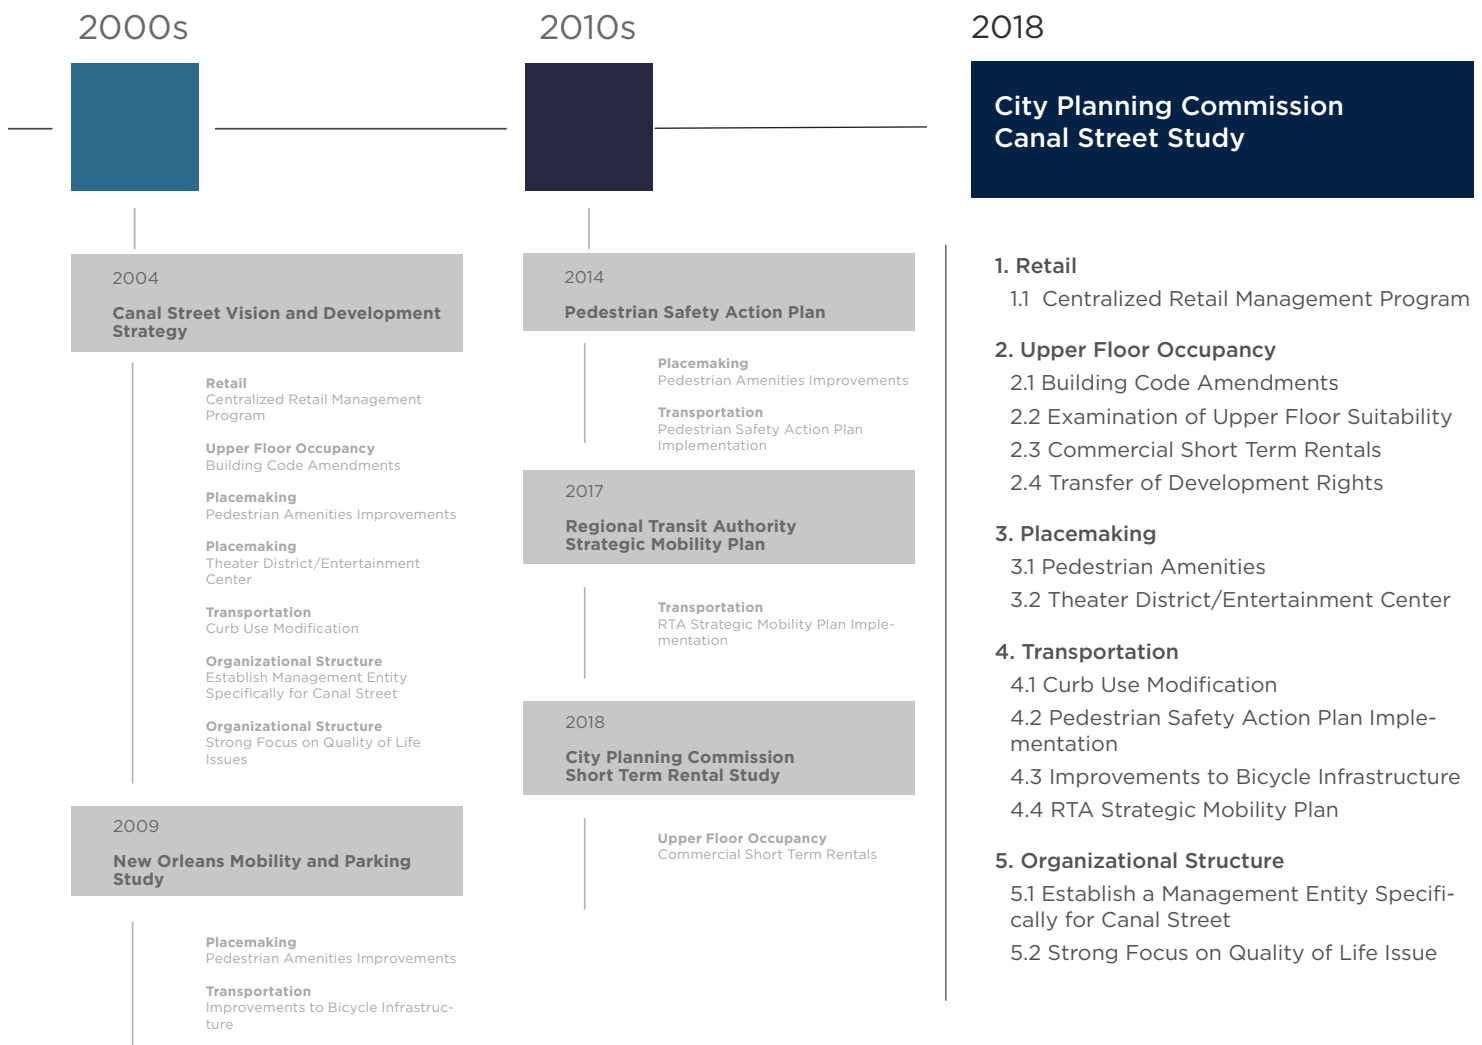 2000s
2004
Canal Street Vision and Development
Strategy
Retail
Centralized Retail Management
Program
Upper Floor Occupancy
Building Code Amendments
Placemaking
Pedestrian Amenities Improvements
Placemaking
Theater District/Entertainment
Center
Transportation
Curb Use Modification
Organizational Structure
Establish Management Entity
Specifically for Canal Street
Organizational Structure
Strong Focus on Quality of Life
Issues
2009
New Orleans Mobility and Parking
Study
Placemaking
Pedestrian Amenities Improvements
Transportation
Improvements to Bicycle Infrastruc-
ture
2010s
2014
Pedestrian Safety Action Plan
Placemaking
Pedestrian Amenities Improvements
Transportation
Pedestrian Safety Action Plan
Implementation
2017
Regional Transit Authority
Strategic Mobility Plan
Transportation
RTA Strategic Mobility Plan Imple-
mentation
2018
City Planning Commission
Short Term Rental Study
Upper Floor Occupancy
Commercial Short Term Rentals
2018
City Planning Commission
Canal Street Study
1. Retail
1.1 Centralized Retail Management Program
2. Upper Floor Occupancy
2.1 Building Code Amendments
2.2 Examination of Upper Floor Suitability
2.3 Commercial Short Term Rentals
2.4 Transfer of Development Rights
3. Placemaking
3.1 Pedestrian Amenities
3.2 Theater District/Entertainment Center
4. Transportation
4.1 Curb Use Modification
4.2 Pedestrian Safety Action Plan Imple-
mentation
4.3 Improvements to Bicycle Infrastructure
4.4 RTA Strategic Mobility Plan
5. Organizational Structure
5.1 Establish a Management Entity Specifi-
cally for Canal Street
5.2 Strong Focus on Quality of Life Issue